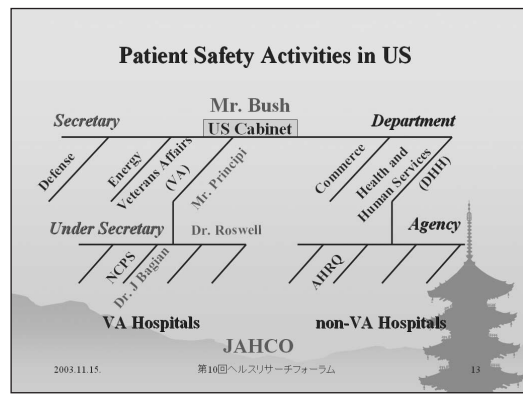 Patient Safety Activities in US
Mr. Bush
Secretary
US Cabinet
Department
Defense
Energy
Veterans Affairs
(VA)
Mr. Principi
Commerce
Health and
Human Services
(DHH)
Under Secretary
Dr. Roswell
Agency
NCPS
Dr. J Bagian
AHRQ
VA Hospitals
non-VA Hospitals
JAHCO
2003.11.15.
第10回ヘルスリサーチフォーラム
13